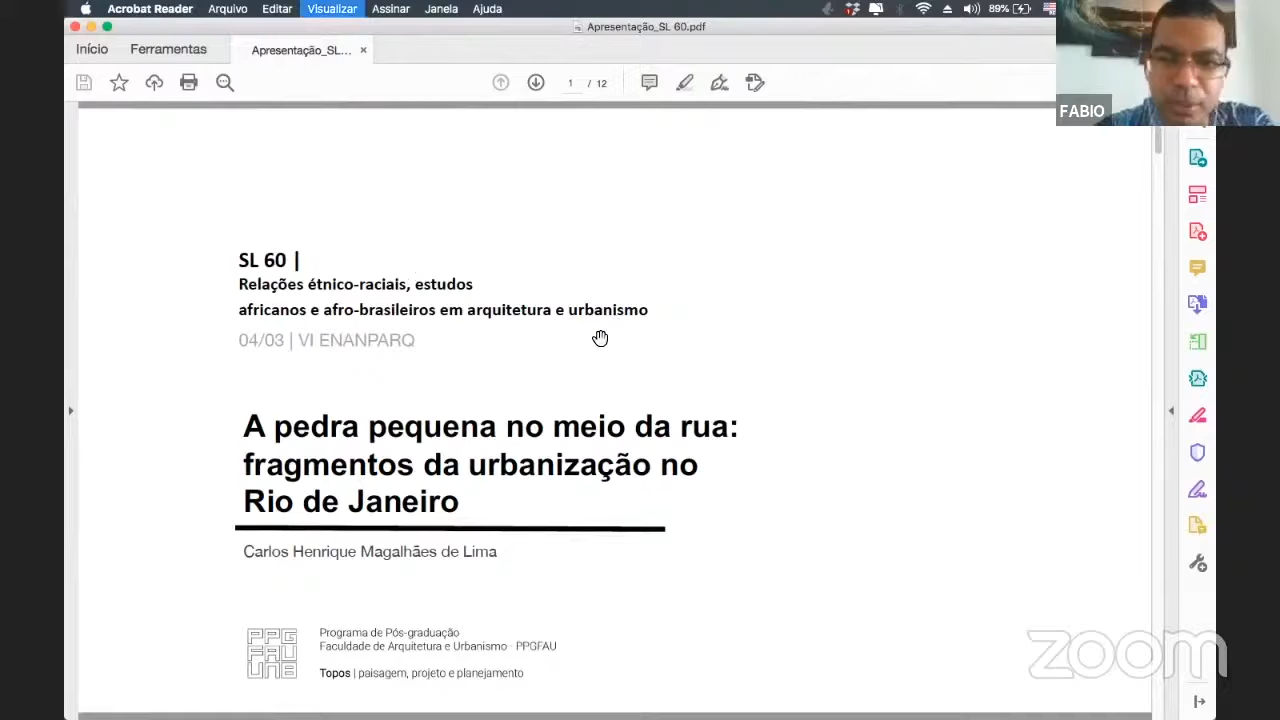 Acrobat Reader Arquivo Editar Visualizar Assinar Janela Ajuda 89%
Apresentação_SL 60.pdf
Início Ferramentas Apresentação_SL... ×
1 / 12
FABIO
SL 60 |
Relações étnico-raciais, estudos
africanos e afro-brasileiros em arquitetura e urbanismo
04/03 | VI ENANPARQ
A pedra pequena no meio da rua:
fragmentos da urbanização no
Rio de Janeiro
Carlos Henrique Magalhães de Lima
PPG
FAU
UNB
Programa de Pós-graduação
Faculdade de Arquitetura e Urbanismo - PPGFAU
Topos | paisagem, projeto e planejamento
zoom